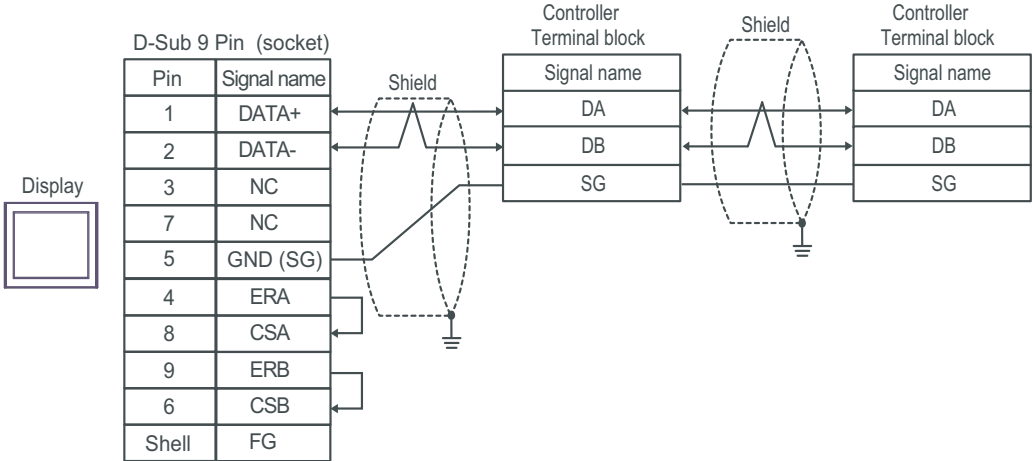 Display
D-Sub 9 Pin (socket)
Pin Signal name
1 DATA+
2 DATA-
3 NC
7 NC
5 GND (SG)
4 ERA
8 CSA
9 ERB
6 CSB
Shell FG
Shield
Controller
Terminal block
Signal name
DA
DB
SG
Shield
Controller
Terminal block
Signal name
DA
DB
SG